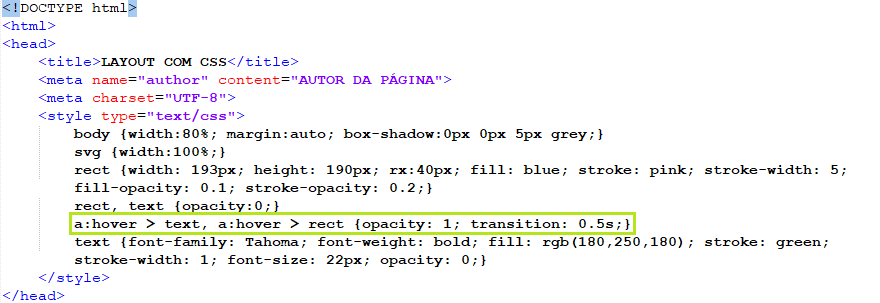 <!DOCTYPE html>
<html>
<head>
<title>LAYOUT COM CSS</title>
<meta name="author" content="AUTOR DA PÁGINA">
<meta charset="UTF-8">
<style type="text/css">
body {width:80%; margin:auto; box-shadow:0px 0px 5px grey;}
svg {width:100%;}
rect {width: 193px; height: 190px; rx:40px; fill: blue; stroke: pink; stroke-width: 5;
fill-opacity: 0.1; stroke-opacity: 0.2;}
rect, text {opacity:0;}
a:hover > text, a:hover > rect {opacity: 1; transition: 0.5s;}
text {font-family: Tahoma; font-weight: bold; fill: rgb(180,250,180); stroke: green;
stroke-width: 1; font-size: 22px; opacity: 0;}
</style>
</head>